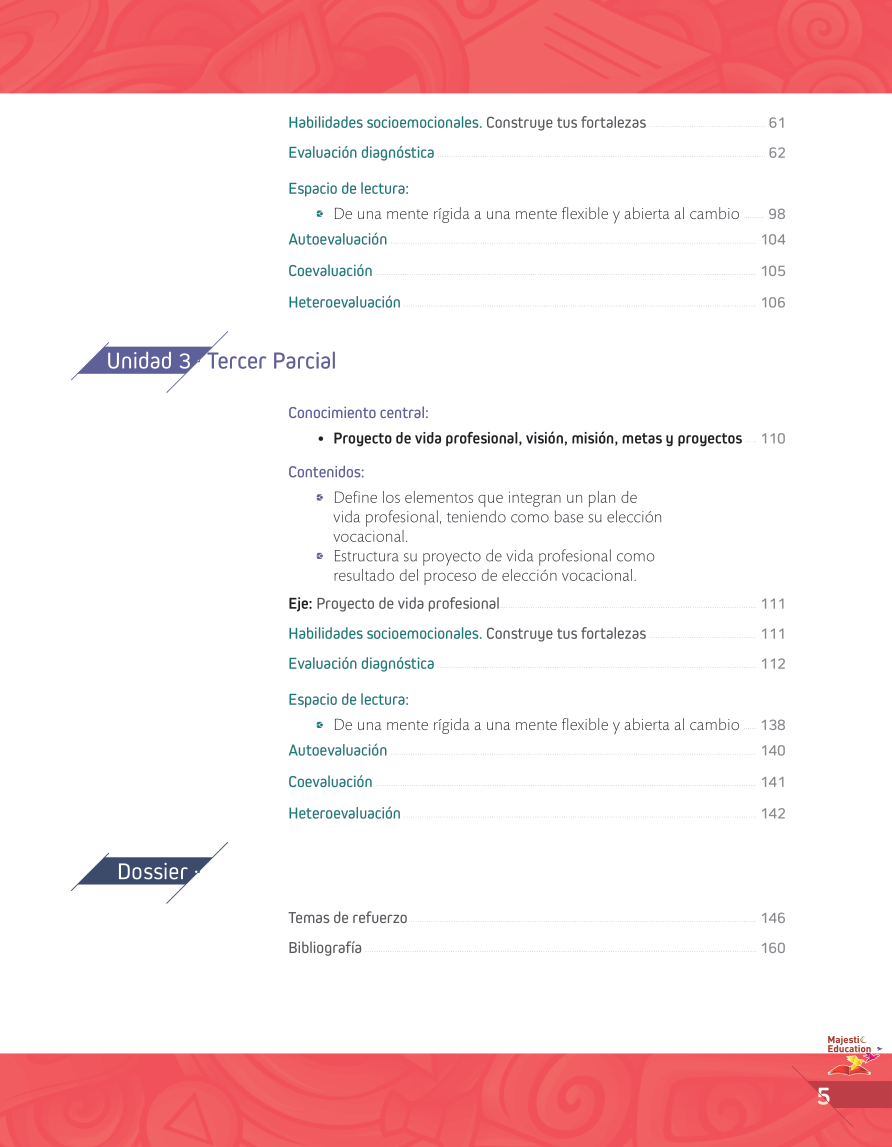 Habilidades socioemocionales. Construye tus fortalezas 61
Evaluación diagnóstica 62
Espacio de lectura:
De una mente rígida a una mente flexible y abierta al cambio 98
Autoevaluación 104
Coevaluación 105
Heteroevaluación 106
Unidad 3 · Tercer Parcial
Conocimiento central:
• Proyecto de vida profesional, visión, misión, metas y proyectos 110
Contenidos:
Define los elementos que integran un plan de
vida profesional, teniendo como base su elección
vocacional.
Estructura su proyecto de vida profesional como
resultado del proceso de elección vocacional.
Eje: Proyecto de vida profesional 111
Habilidades socioemocionales. Construye tus fortalezas 111
Evaluación diagnóstica 112
Espacio de lectura:
De una mente rígida a una mente flexible y abierta al cambio 138
Autoevaluación 140
Coevaluación 141
Heteroevaluación 142
Dossier ·
Temas de refuerzo 146
Bibliografía 160
Majestic
Education
5